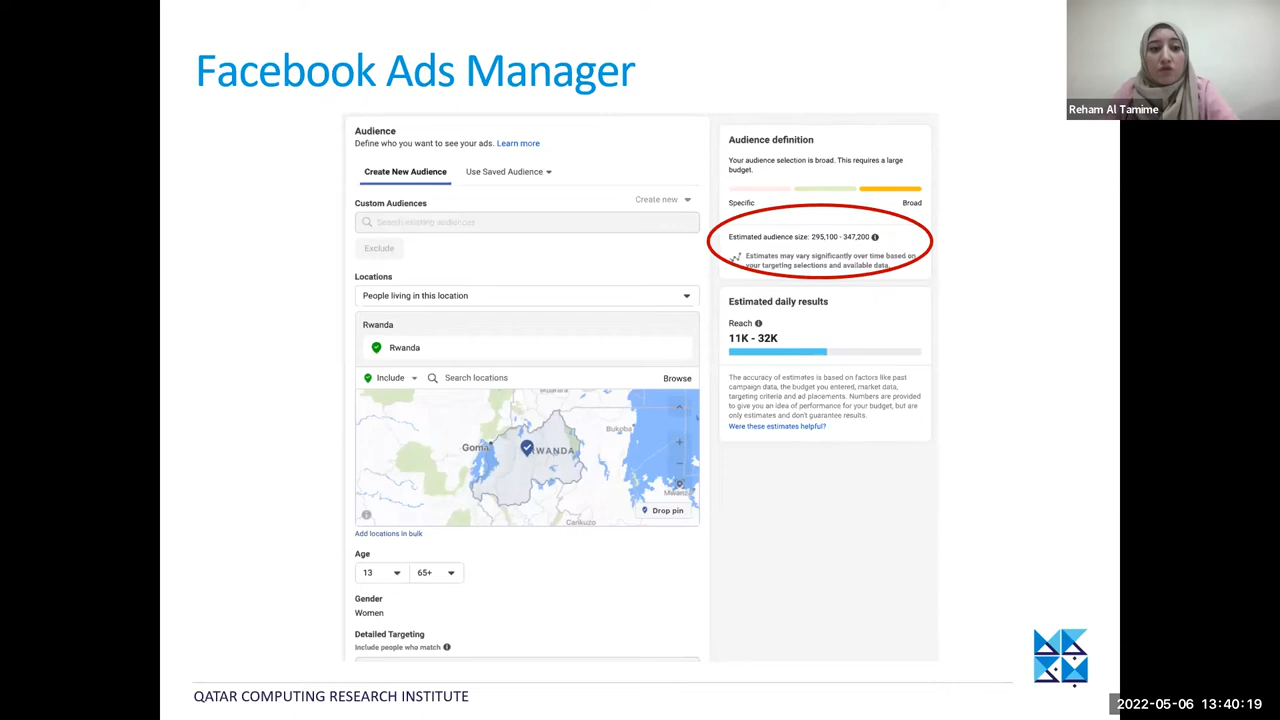 Facebook Ads Manager
Reham Al Tamime
Audience
Define who you want to see your ads. Learn more
Create New Audience
Use Saved Audience
Create new
Custom Audiences
Search existing audiences
Exclude
Locations
People living in this location
Rwanda
Rwanda
Include
Search locations
Browse
Bukoba
Goma
RWANDA
Mwanza
Drop pin
Add locations in bulk
Age
13
65+
Gender
Women
Detailed Targeting
Include people who match
Audience definition
Your audience selection is broad. This requires a large
budget.
Specific
Broad
Estimated audience size: 295,100 - 347,200
Estimates may vary significantly over time based on
your targeting selections and available data.
Estimated daily results
Reach
11K - 32K
The accuracy of estimates is based on factors like past
campaign data, the budget you entered, market data,
targeting criteria and ad placements. Numbers are provided
to give you an idea of performance for your budget, but are
only estimates and don't guarantee results.
Were these estimates helpful?
QATAR COMPUTING RESEARCH INSTITUTE
2022-05-06 13:40:19